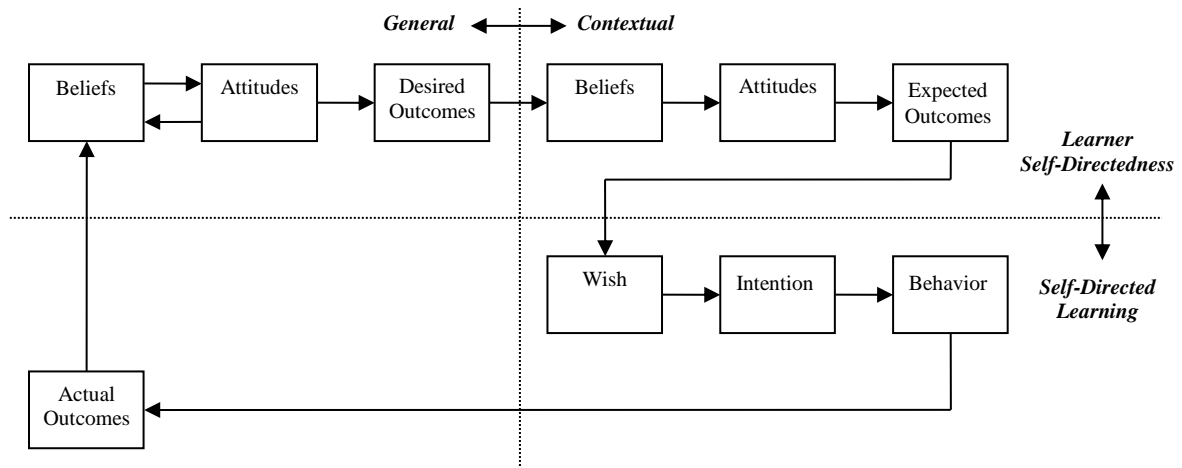 General Contextual
Beliefs Attitudes Desired Beliefs Attitudes Expected
Outcomes Outcomes
Learner
Self-Directedness
Wish Intention Behavior
Self-Directed
Learning
Actual
Outcomes